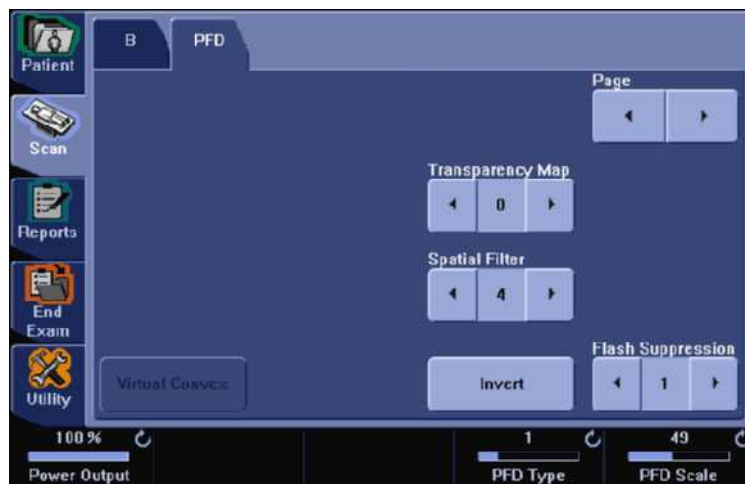 B PFD
Patient
Page
Scan
Transparency Map
0
Reports
Spatial Filter
4
End
Exam
Flash Suppression
Virtual Convex
Invert
1
Utility
100 % 1 49
Power Output PFD Type PFD Scale